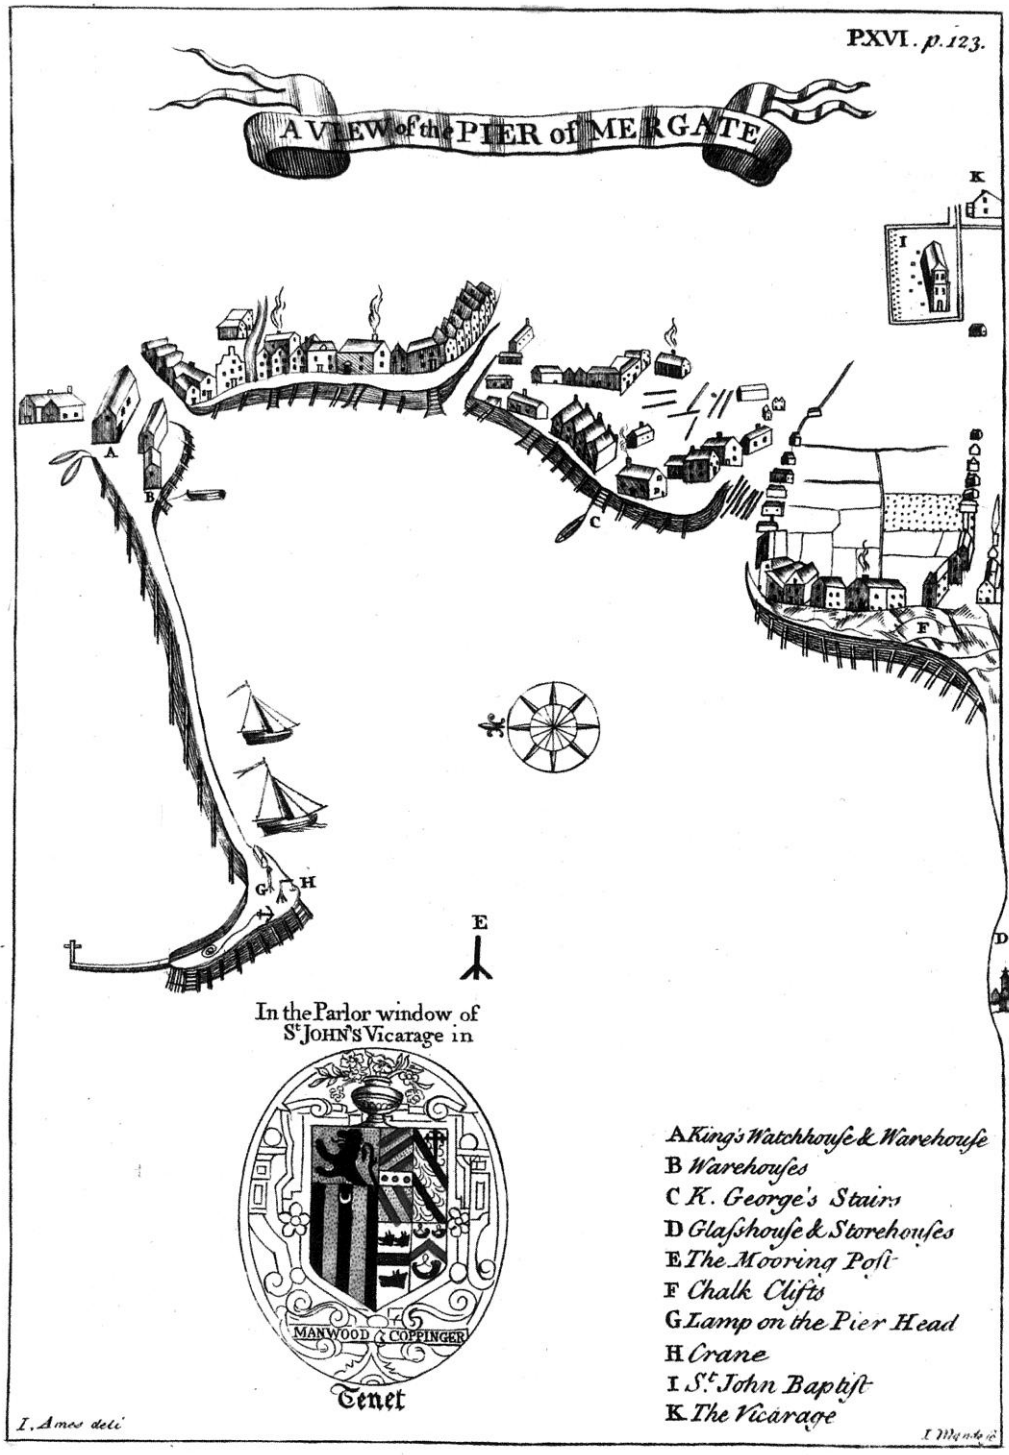 PXVI. p.123.
A VIEW of the PIER of MERGATE
K
I
A
B
C
F
G
H
E
D
In the Parlor window of
St JOHN'S Vicarage in
MANWOOD & COPPINGER
Tenet
A King's Watchhouſe & Warehouſe
B Warehouſes
C K. George's Stairs
D Glaſshouſe & Storehouſes
E The Mooring Poſt
F Chalk Clifts
G Lamp on the Pier Head
H Crane
I St. John Baptiſt
K The Vicarage
I. Ames deli